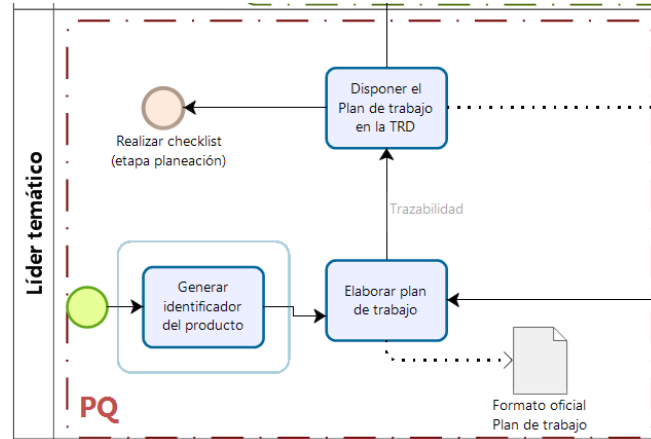 Líder temático
Disponer el
Plan de trabajo
en la TRD
Realizar checklist
(etapa planeación)
Trazabilidad
Generar
identificador
del producto
Elaborar plan
de trabajo
PQ
Formato oficial
Plan de trabajo